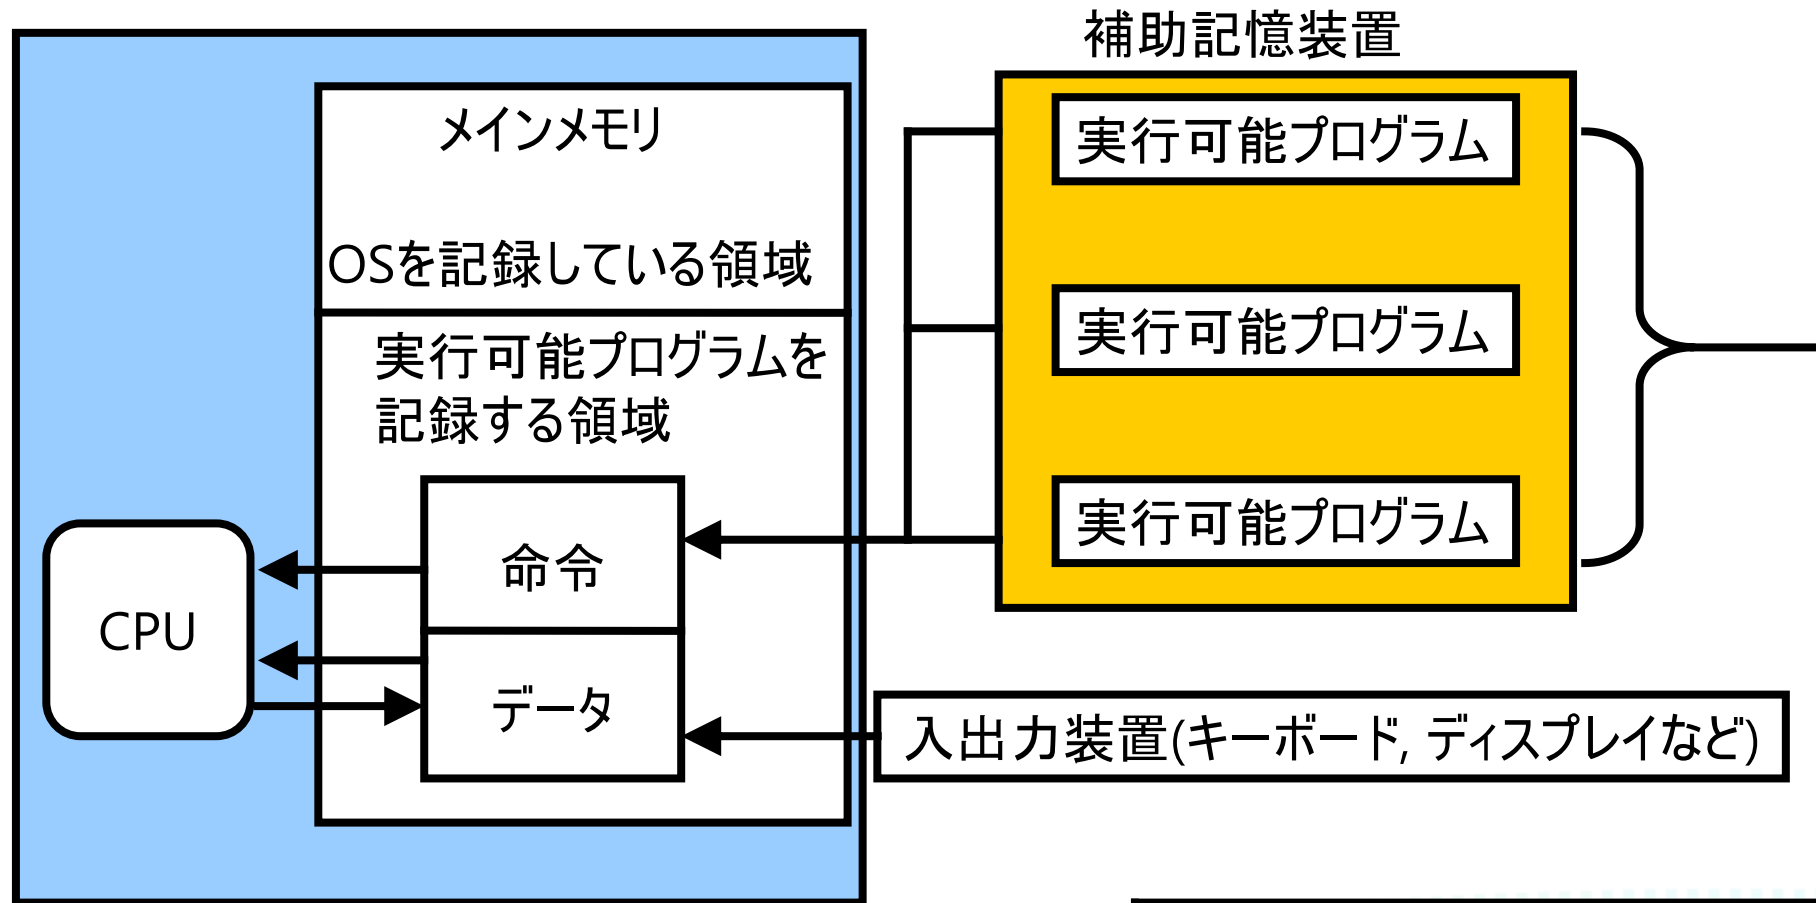 補助記憶装置
メインメモリ
OSを記録している領域
実行可能プログラムを
記録する領域
命令
データ
CPU
実行可能プログラム
実行可能プログラム
実行可能プログラム
入出力装置(キーボード, ディスプレイなど)